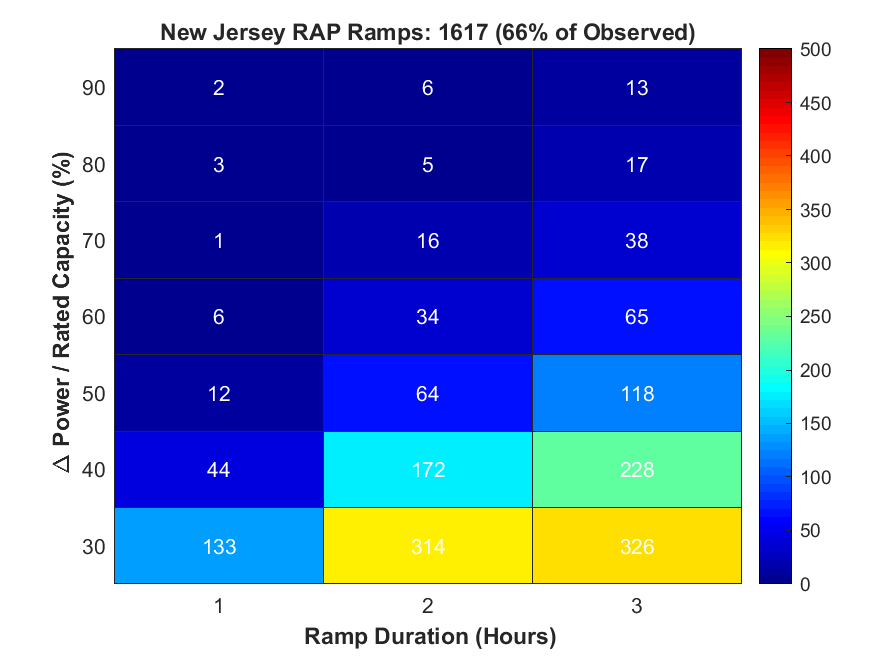 New Jersey RAP Ramps: 1617 (66% of Observed)
90 2 6 13
80 3 5 17
70 1 16 38
60 6 34 65
50 12 64 118
40 44 172 228
30 133 314 326
1 2 3
Ramp Duration (Hours)
Δ Power / Rated Capacity (%)
500
450
400
350
300
250
200
150
100
50
0